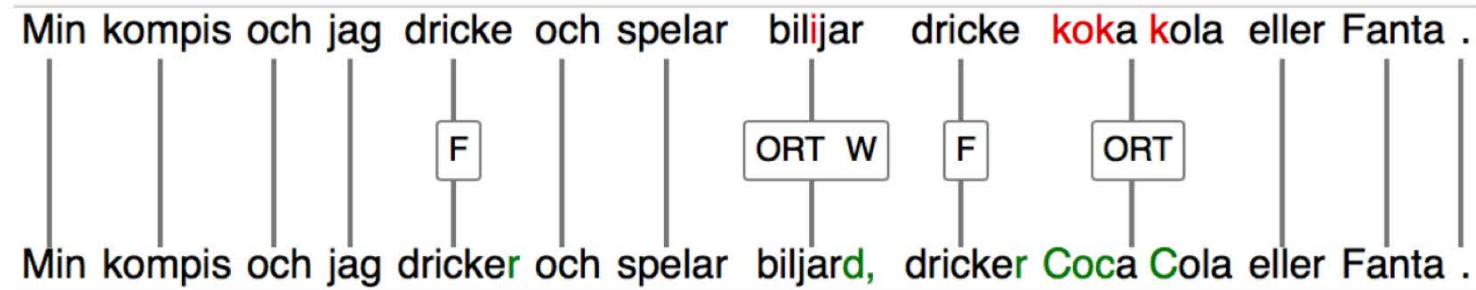 Min kompis och jag dricke och spelar bilijar dricke koka kola eller Fanta .
F ORT W F ORT
Min kompis och jag dricker och spelar biljard, dricker Coca Cola eller Fanta .